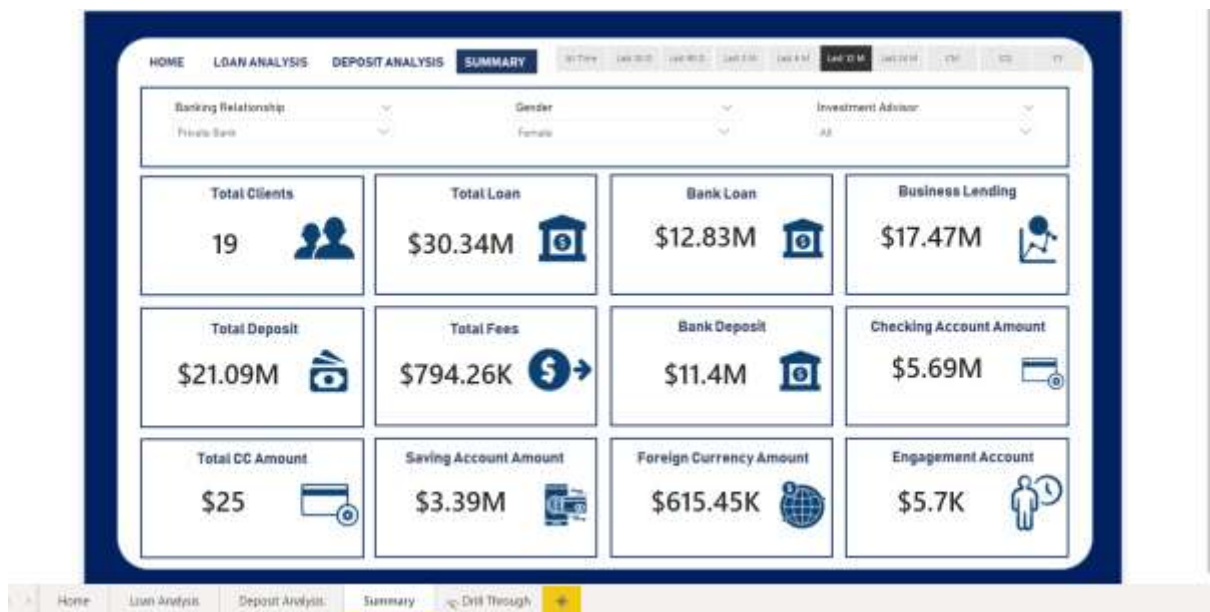 HOME LOAN ANALYSIS DEPOSIT ANALYSIS SUMMARY Last 12 M
Banking Relationship Gender Investment Advisor
Private Bank Female All
Total Clients Total Loan Bank Loan Business Lending
19 $30.34M $12.83M $17.47M
Total Deposit Total Fees Bank Deposit Checking Account Amount
$21.09M $794.26K $11.4M $5.69M
Total CC Amount Saving Account Amount Foreign Currency Amount Engagement Account
$25 $3.39M $615.45K $5.7K
Home Loan Analysis Deposit Analysis Summary Drill Through +